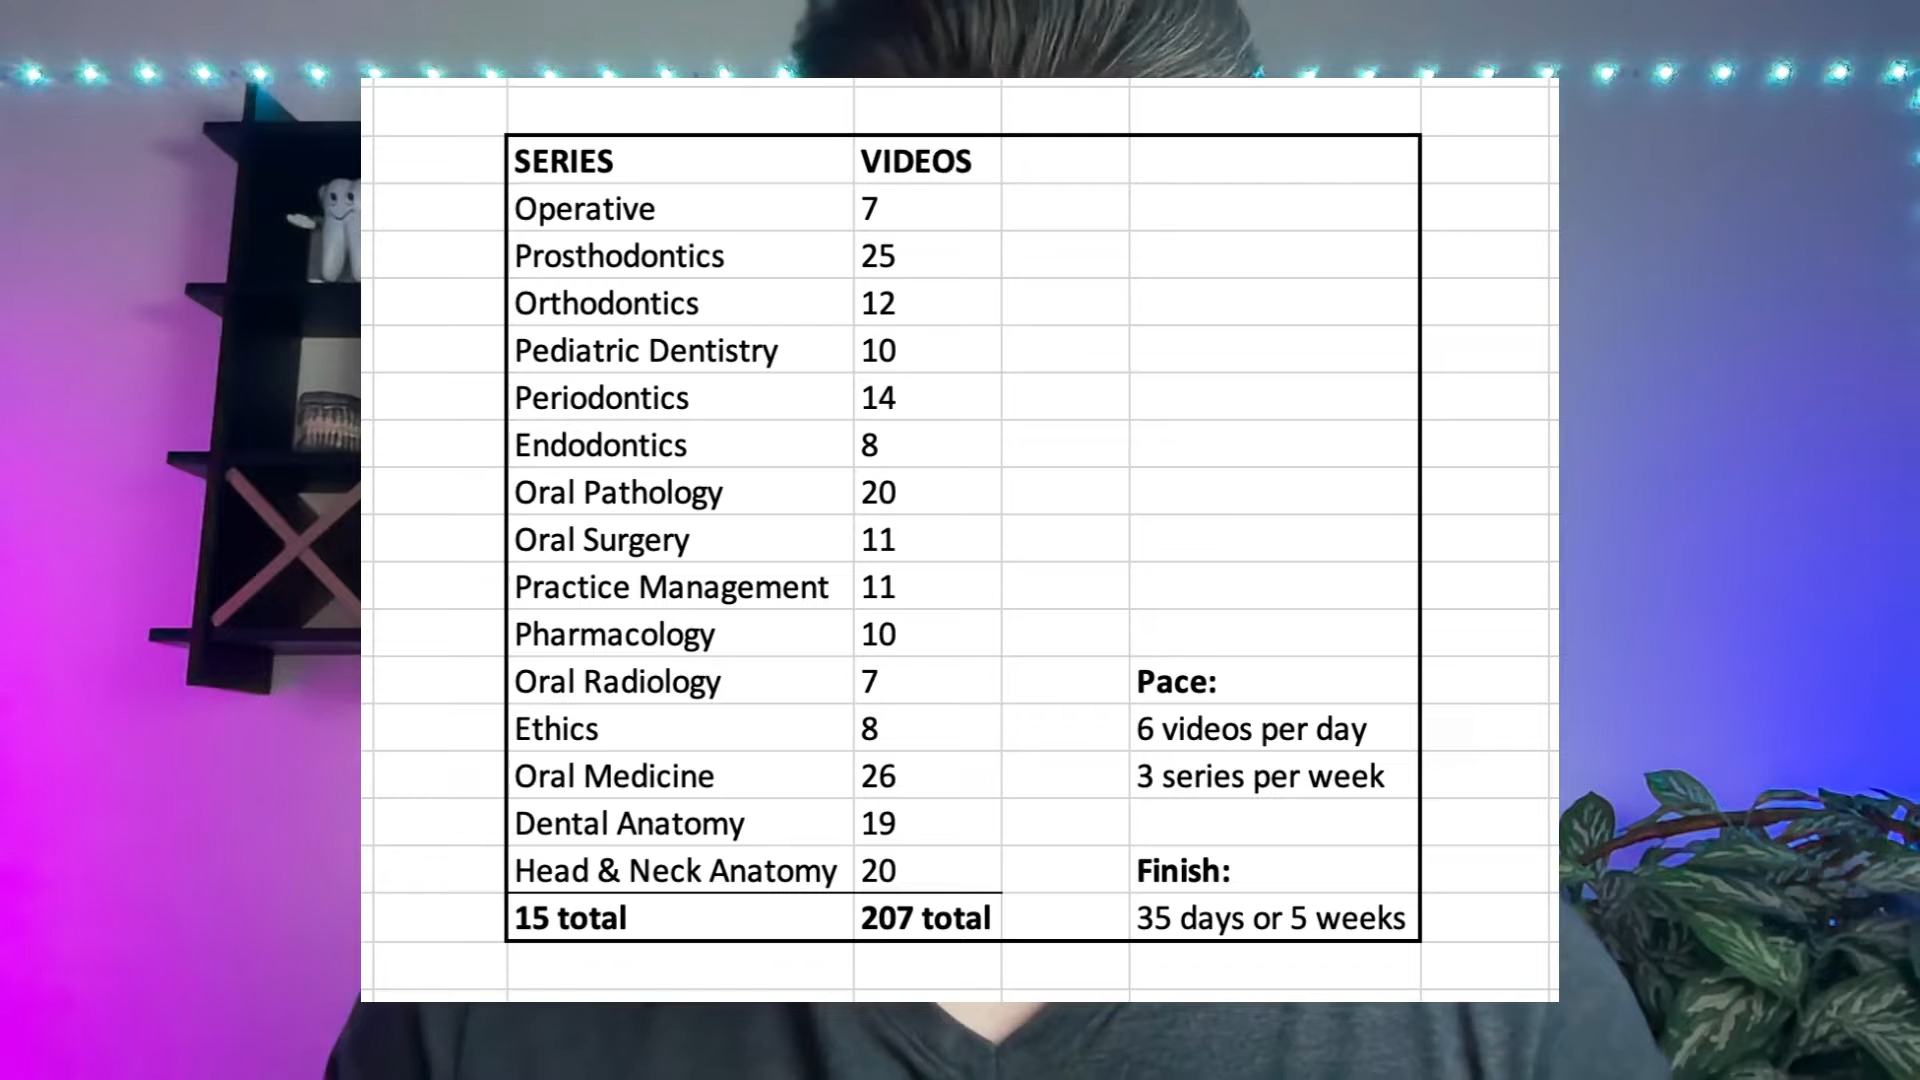 SERIES VIDEOS
Operative 7
Prosthodontics 25
Orthodontics 12
Pediatric Dentistry 10
Periodontics 14
Endodontics 8
Oral Pathology 20
Oral Surgery 11
Practice Management 11
Pharmacology 10
Oral Radiology 7 Pace:
Ethics 8 6 videos per day
Oral Medicine 26 3 series per week
Dental Anatomy 19
Head & Neck Anatomy 20 Finish:
15 total 207 total 35 days or 5 weeks